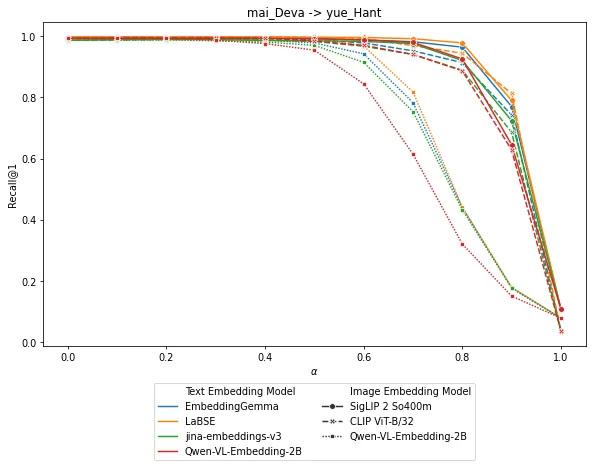 mai_Deva -> yue_Hant
Recall@1
1.0
0.8
0.6
0.4
0.2
0.0
0.0 0.2 0.4 0.6 0.8 1.0
α
Text Embedding Model
EmbeddingGemma
LaBSE
jina-embeddings-v3
Qwen-VL-Embedding-2B
Image Embedding Model
SigLIP 2 So400m
CLIP ViT-B/32
Qwen-VL-Embedding-2B